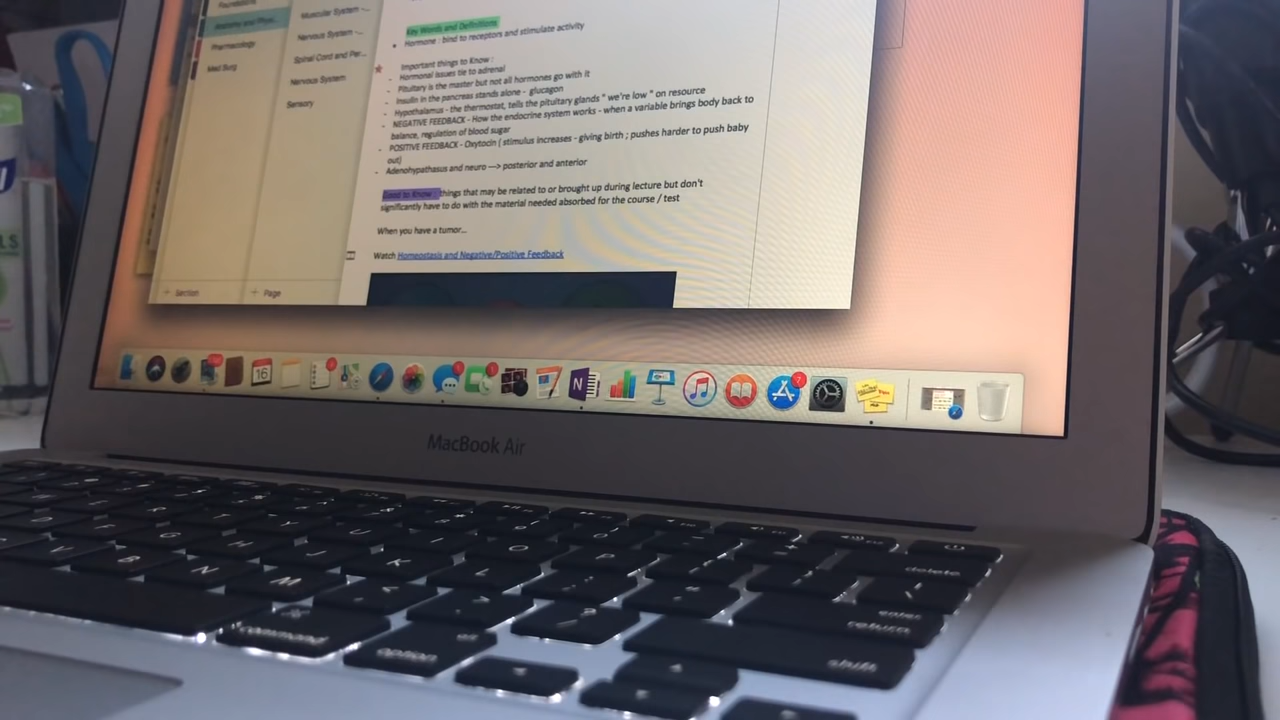 Foundations
Anatomy and Physi...
Pharmacology
Med Surg
Muscular System -...
Nervous System -...
Spinal Cord and Per...
Nervous System
Sensory
Key Words and Definitions
Hormone : bind to receptors and stimulate activity
Important things to Know :
- Hormonal issues tie to adrenal
- Pituitary is the master but not all hormones go with it
- Insulin in the pancreas stands alone - glucagon
- Hypothalamus - the thermostat, tells the pituitary glands " we're low " on resource
- NEGATIVE FEEDBACK - How the endocrine system works - when a variable brings body back to
balance, regulation of blood sugar
- POSITIVE FEEDBACK - Oxytocin ( stimulus increases - giving birth ; pushes harder to push baby
out)
- Adenohypathasus and neuro —> posterior and anterior
Good to Know : things that may be related to or brought up during lecture but don't
significantly have to do with the material needed absorbed for the course / test
When you have a tumor...
Watch Homeostasis and Negative/Positive Feedback
+ Section
+ Page
16
N
MacBook Air
delete
enter
return
shift
command
option
alt
Y
U
I
O
P
G
H
J
K
L
V
B
N
M